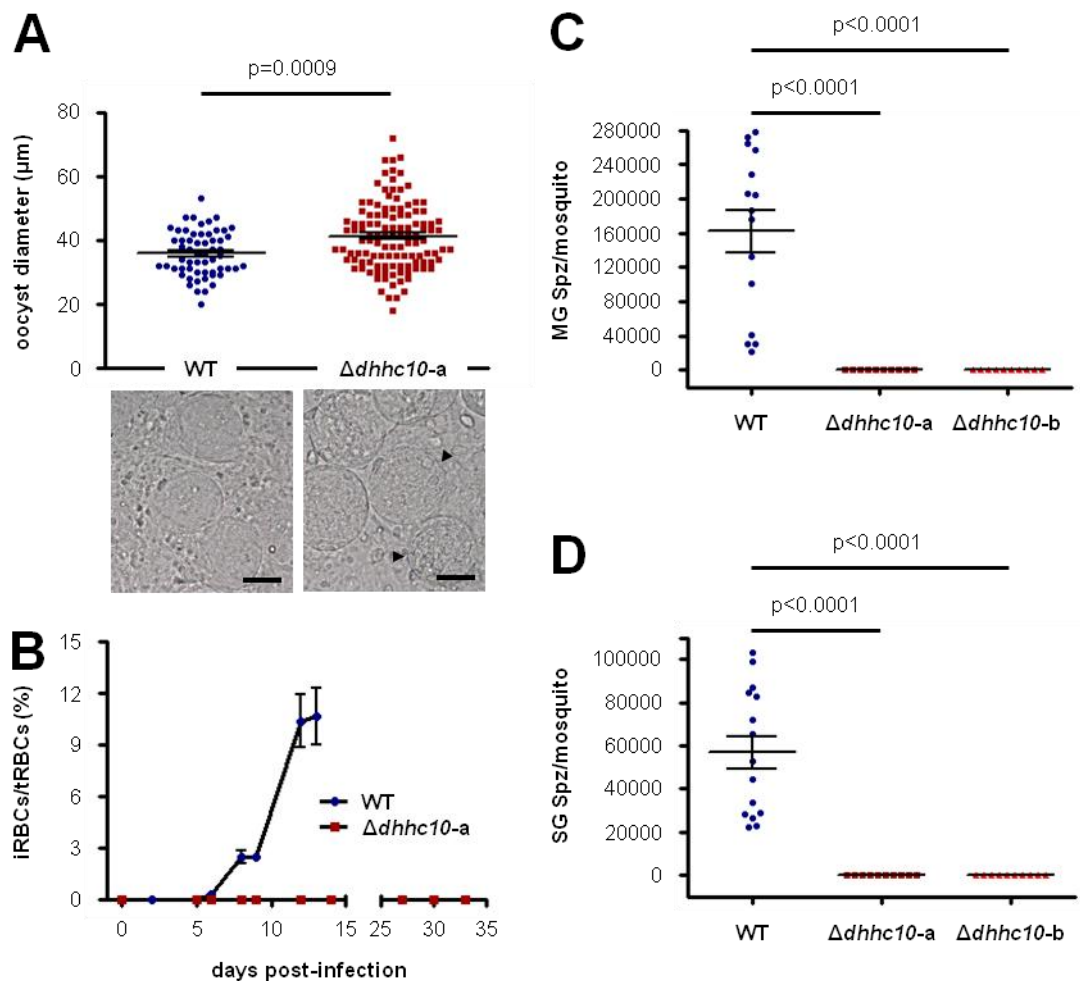 A
p=0.0009
80
60
40
20
0
oocyst diameter (µm)
WT
Δdhhc10-a
B
15
12
9
6
3
0
iRBCs/tRBCs (%)
WT
Δdhhc10-a
0 5 10 15 25 30 35
days post-infection
C
p<0.0001
p<0.0001
280000
240000
200000
160000
120000
80000
40000
0
MG Spz/mosquito
WT Δdhhc10-a Δdhhc10-b
D
p<0.0001
p<0.0001
100000
80000
60000
40000
20000
0
SG Spz/mosquito
WT Δdhhc10-a Δdhhc10-b